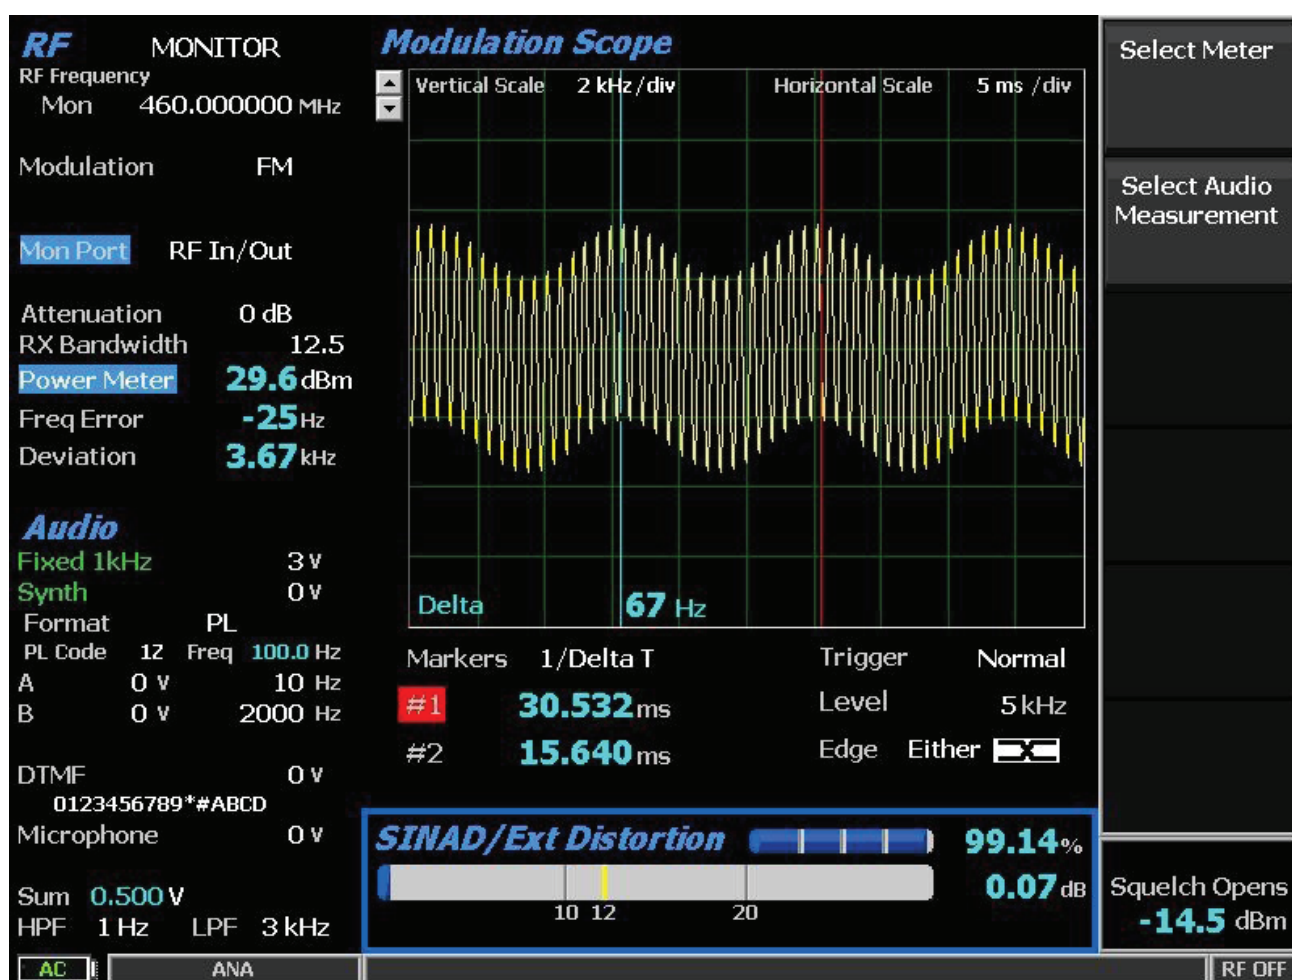 RF MONITOR
RF Frequency
Mon 460.000000 MHz
Modulation FM
Mon Port RF In/Out
Attenuation 0 dB
RX Bandwidth 12.5
Power Meter 29.6 dBm
Freq Error -25 Hz
Deviation 3.67 kHz
Audio
Fixed 1kHz 3 V
Synth 0 V
Format PL
PL Code 1Z Freq 100.0 Hz
A 0 V 10 Hz
B 0 V 2000 Hz
DTMF 0 V
0123456789*#ABCD
Microphone 0 V
Sum 0.500 V
HPF 1 Hz LPF 3 kHz
Modulation Scope
Vertical Scale 2 kHz/div Horizontal Scale 5 ms /div
Delta 67 Hz
Markers 1/Delta T Trigger Normal
#1 30.532 ms Level 5 kHz
#2 15.640 ms Edge Either
SINAD/Ext Distortion 99.14 %
0.07 dB
10 12 20
Select Meter
Select Audio
Measurement
Squelch Opens
-14.5 dBm
AC ANA RF OFF